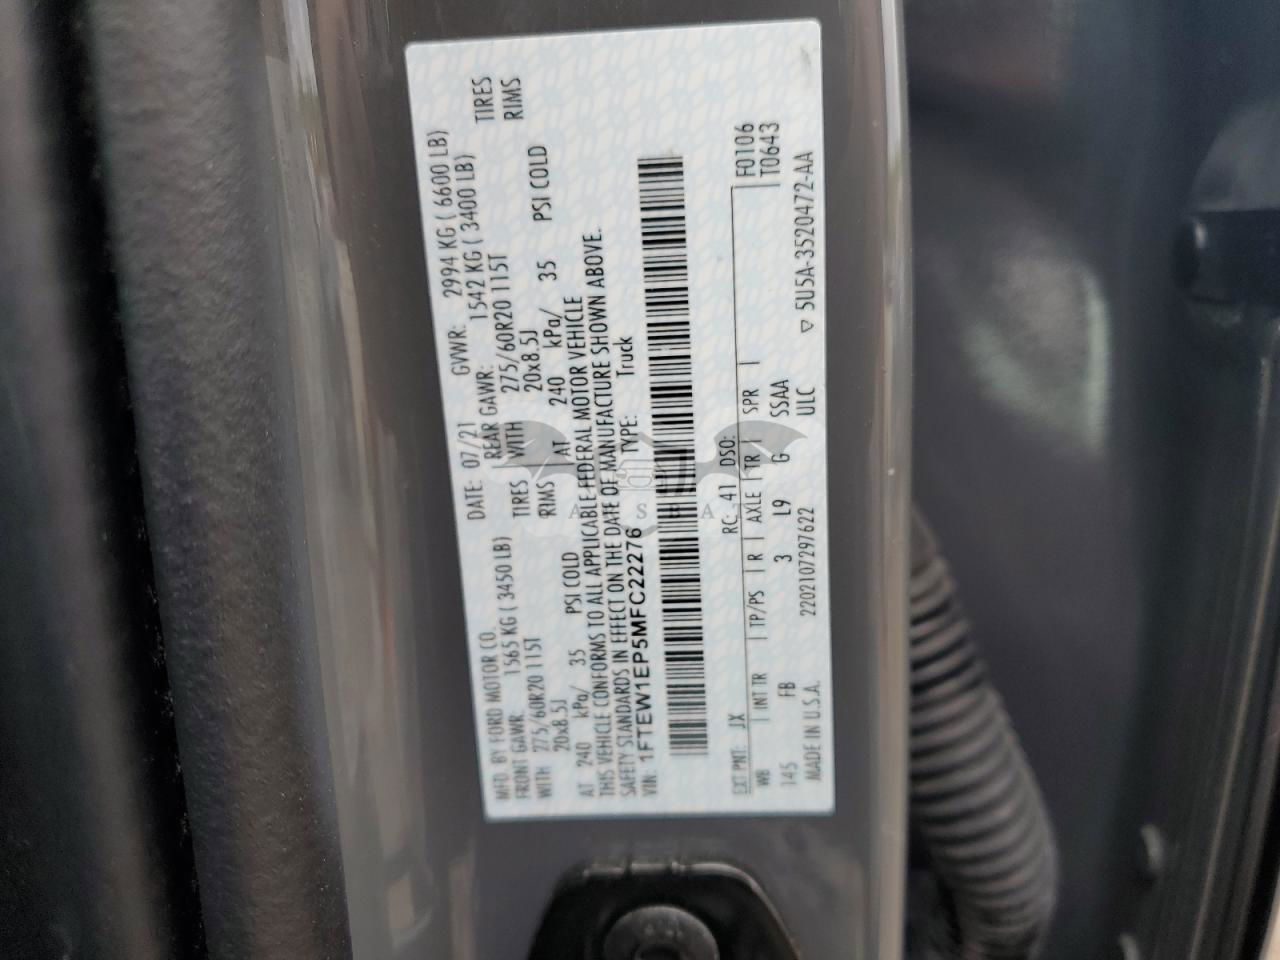 MFD. BY FORD MOTOR CO.
DATE: 07/21 GVWR: 2994 KG ( 6600 LB)
FRONT GAWR: 1565 KG ( 3450 LB) REAR GAWR: 1542 KG ( 3400 LB)
WITH 275/60R20 115T TIRES WITH 275/60R20 115T TIRES
20x8.5J RIMS 20x8.5J RIMS
AT 240 kPa/ 35 PSI COLD AT 240 kPa/ 35 PSI COLD
THIS VEHICLE CONFORMS TO ALL APPLICABLE FEDERAL MOTOR VEHICLE
SAFETY STANDARDS IN EFFECT ON THE DATE OF MANUFACTURE SHOWN ABOVE.
VIN: 1FTEW1EP5MFC22276 TYPE: Truck
F0106
T0643
EXT PNT: JX RC: 41 DSO:
WB INT TR TP/PS R AXLE TR SPR
145 FB 3 L9 G SSAA
MADE IN U.S.A. 2202107297622 ULC ▽ 5U5A-3520472-AA